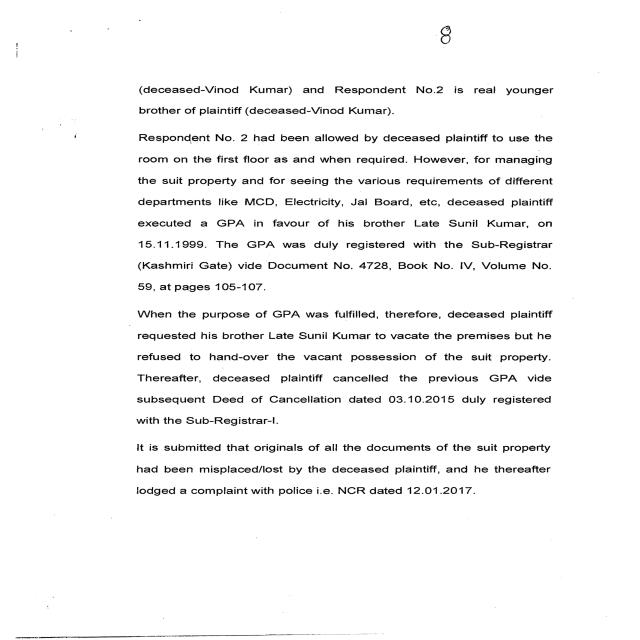 8
(deceased-Vinod Kumar) and Respondent No.2 is real younger
brother of plaintiff (deceased-Vinod Kumar).
Respondent No. 2 had been allowed by deceased plaintiff to use the
room on the first floor as and when required. However, for managing
the suit property and for seeing the various requirements of different
departments like MCD, Electricity, Jal Board, etc, deceased plaintiff
executed a GPA in favour of his brother Late Sunil Kumar, on
15.11.1999. The GPA was duly registered with the Sub-Registrar
(Kashmiri Gate) vide Document No. 4728, Book No. IV, Volume No.
59, at pages 105-107.
When the purpose of GPA was fulfilled, therefore, deceased plaintiff
requested his brother Late Sunil Kumar to vacate the premises but he
refused to hand-over the vacant possession of the suit property.
Thereafter, deceased plaintiff cancelled the previous GPA vide
subsequent Deed of Cancellation dated 03.10.2015 duly registered
with the Sub-Registrar-I.
It is submitted that originals of all the documents of the suit property
had been misplaced/lost by the deceased plaintiff, and he thereafter
lodged a complaint with police i.e. NCR dated 12.01.2017.